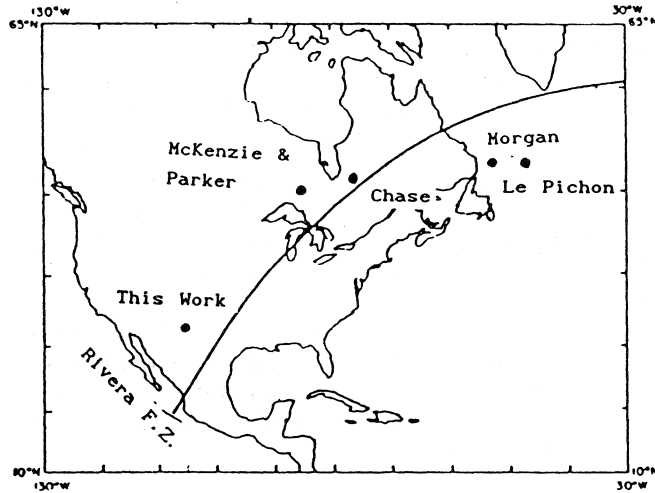 130°W
30°W
65°N
65°N
McKenzie &
Parker
Morgan
Le Pichon
Chase
This Work
Rivera F.Z.
10°N
10°N
130°W
30°W